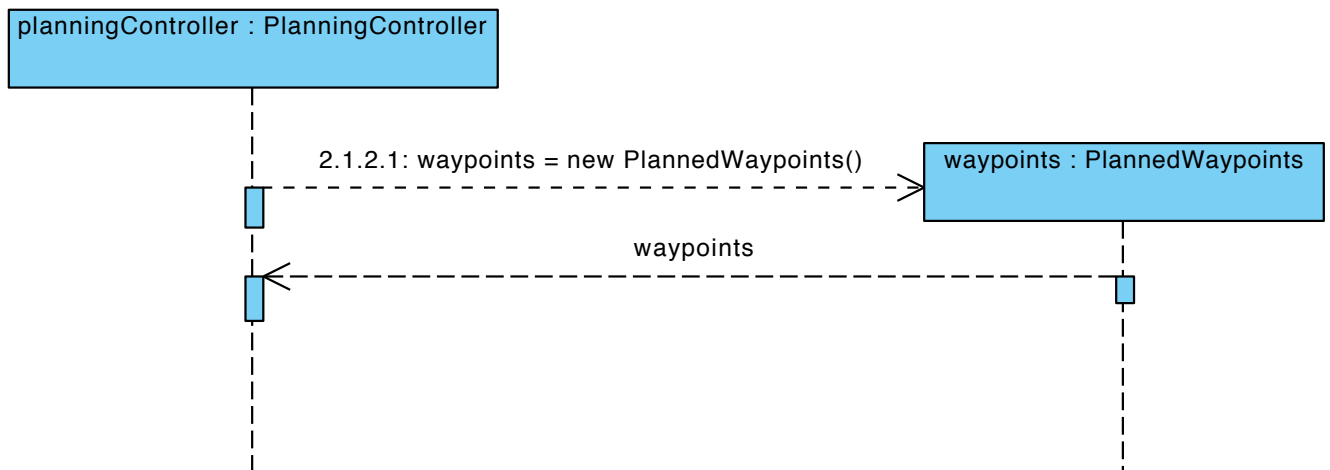 planningController : PlanningController
2.1.2.1: waypoints = new PlannedWaypoints()
waypoints : PlannedWaypoints
waypoints